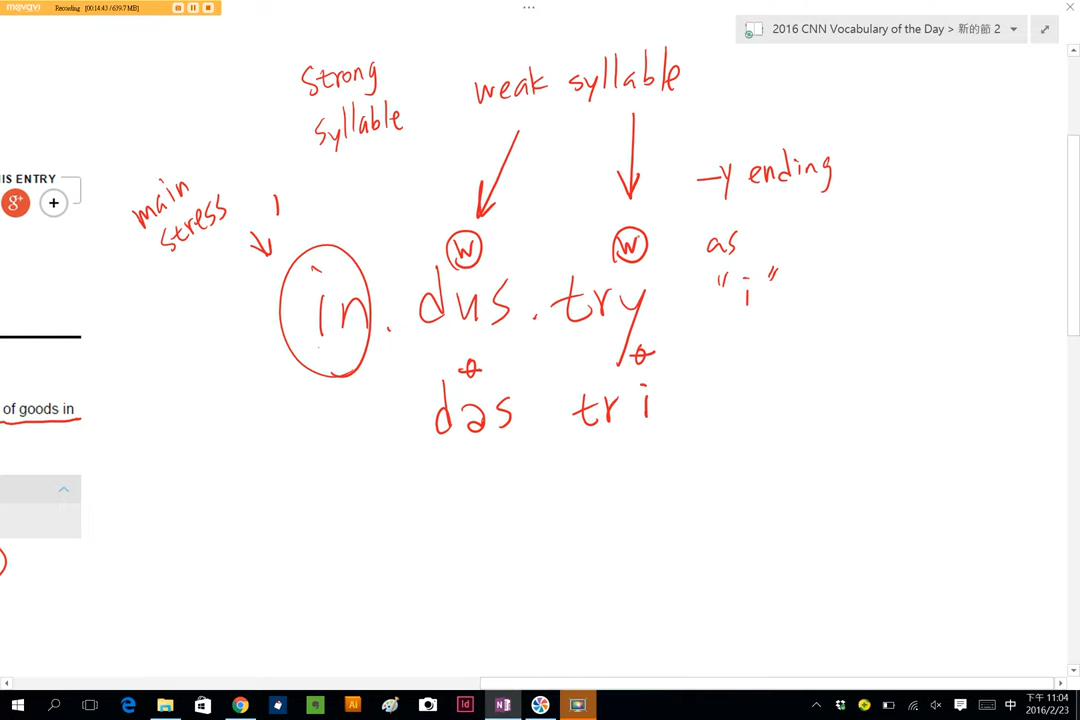 movavi Recording (00:14:43 / 639.7 MB)
2016 CNN Vocabulary of the Day > 新的節 2
strong
syllable
weak syllable
IS ENTRY
g+
main
stress
-y ending
W
W
as
"i"
in.dus.try
of goods in
dəs tri
下午 11:04
中
2016/2/23